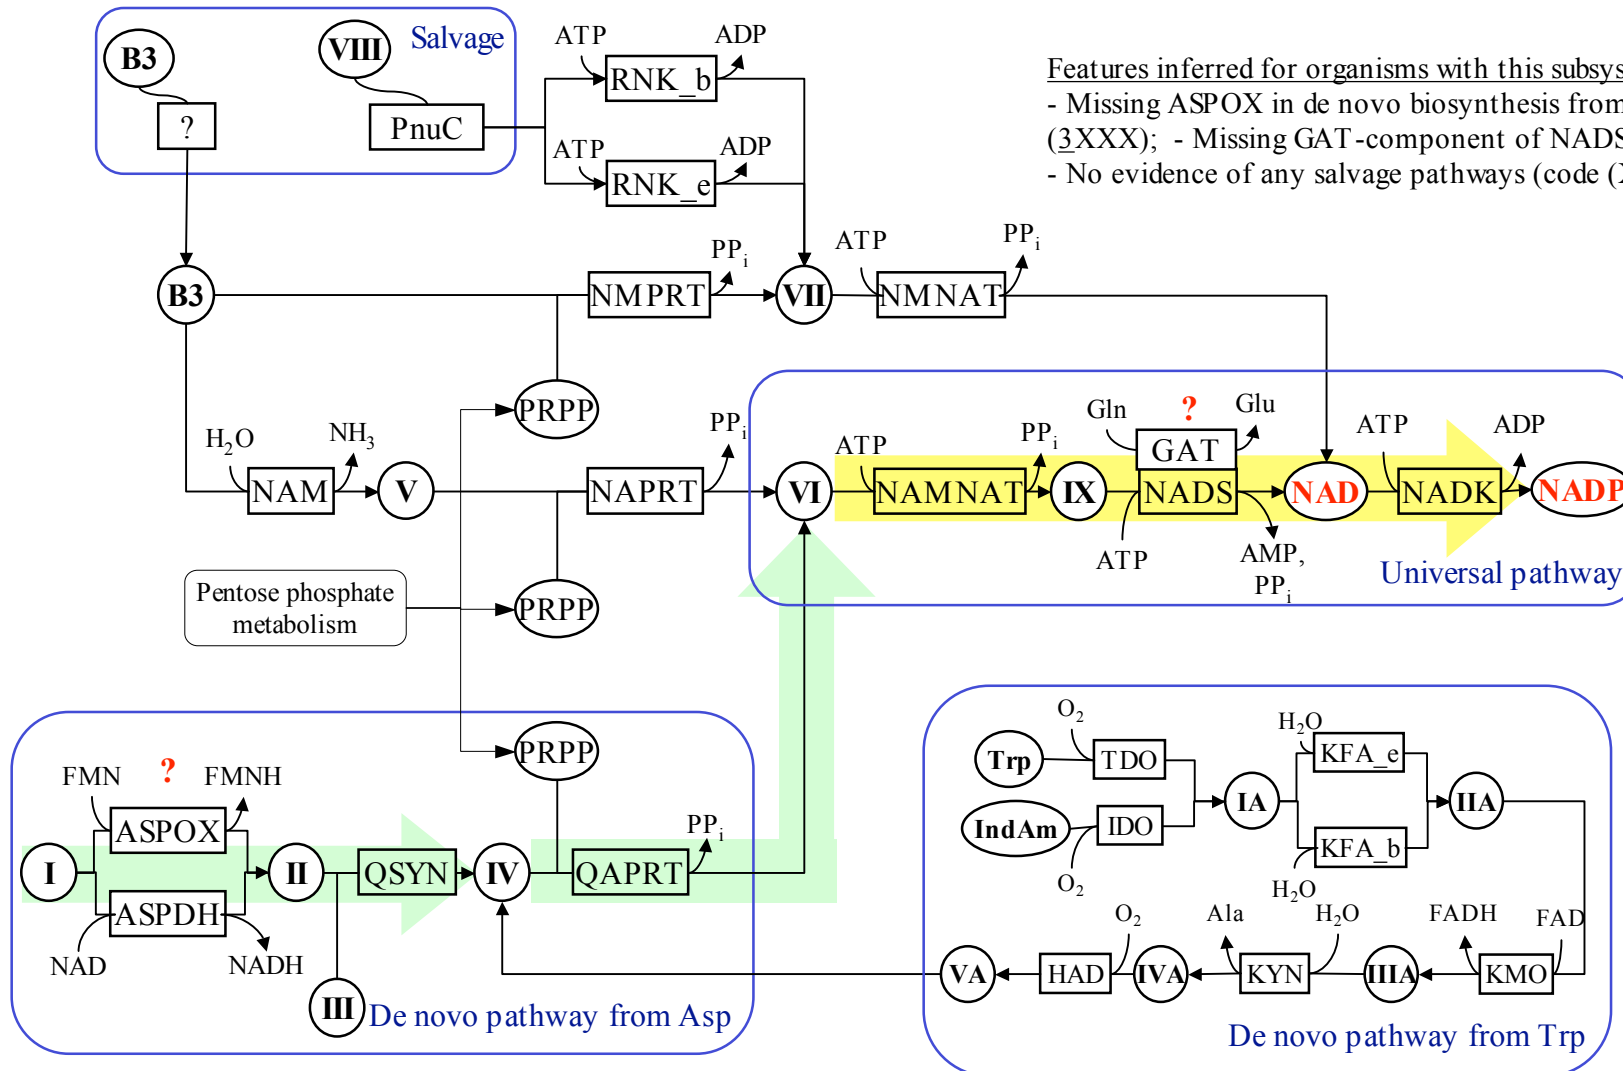 B3
VIII
Salvage
?
PnuC
ATP
ADP
RNK_b
ATP
ADP
RNK_e
Features inferred for organisms with this subsys
- Missing ASPOX in de novo biosynthesis from
(3XXX);  - Missing GAT-component of NADS
- No evidence of any salvage pathways (code (X
B3
NMPRT
PPi
VII
ATP
NMNAT
PPi
PRPP
H2O
NH3
NAM
V
NAPRT
PPi
VI
ATP
NAMNAT
PPi
IX
Gln
?
Glu
GAT
NADS
ATP
AMP,
PPi
NAD
ATP
ADP
NADK
NADP
Universal pathway
Pentose phosphate
metabolism
PRPP
PRPP
FMN
?
FMNH
ASPOX
I
II
ASPDH
NAD
NADH
QSYN
III
IV
QAPRT
PPi
De novo pathway from Asp
Trp
O2
TDO
IndAm
O2
IDO
IA
H2O
KFA_e
H2O
KFA_b
IIA
FAD
FADH
KMO
IIIA
H2O
Ala
KYN
IVA
O2
HAD
VA
De novo pathway from Trp